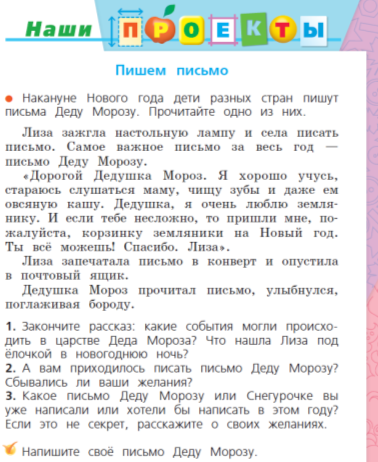 Наши ПРОЕКТЫ
Пишем письмо
Накануне Нового года дети разных стран пишут
письма Деду Морозу. Прочитайте одно из них.
Лиза зажгла настольную лампу и села писать
письмо. Самое важное письмо за весь год —
письмо Деду Морозу.
«Дорогой Дедушка Мороз. Я хорошо учусь,
стараюсь слушаться маму, чищу зубы и даже ем
овсяную кашу. Дедушка, я очень люблю земля-
нику. И если тебе несложно, то пришли мне, по-
жалуйста, корзинку земляники на Новый год.
Ты всё можешь! Спасибо. Лиза».
Лиза запечатала письмо в конверт и опустила
в почтовый ящик.
Дедушка Мороз прочитал письмо, улыбнулся,
поглаживая бороду.
1. Закончите рассказ: какие события могли происхо-
дить в царстве Деда Мороза? Что нашла Лиза под
ёлочкой в новогоднюю ночь?
2. А вам приходилось писать письмо Деду Морозу?
Сбывались ли ваши желания?
3. Какое письмо Деду Морозу или Снегурочке вы
уже написали или хотели бы написать в этом году?
Если это не секрет, расскажите о своих желаниях.
Напишите своё письмо Деду Морозу.